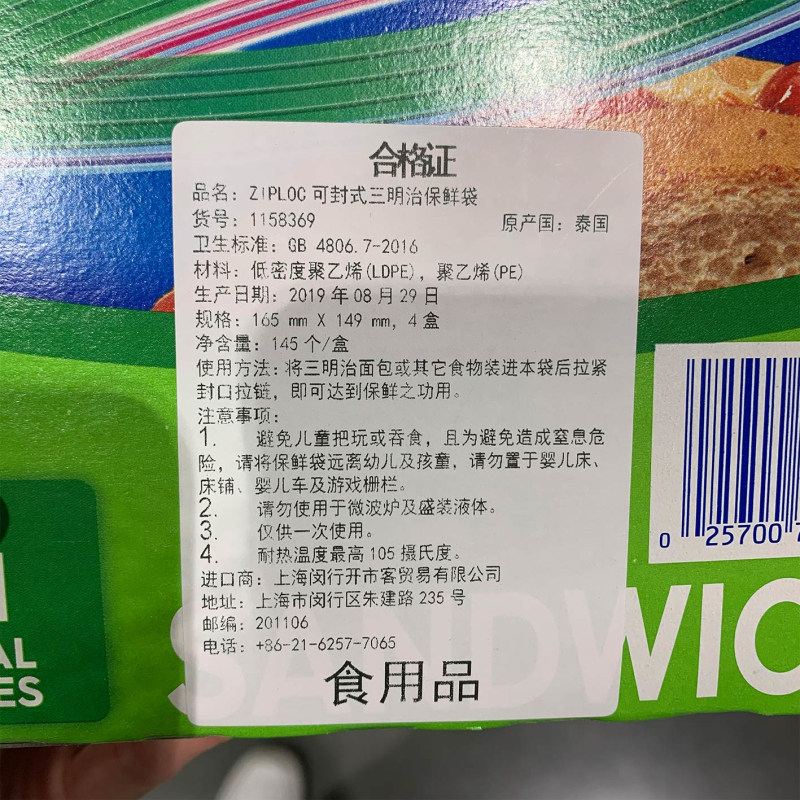 合格证
品名：ZIPLOC 可封式三明治保鲜袋
货号：1158369 原产国：泰国
卫生标准：GB 4806.7-2016
材料：低密度聚乙烯(LDPE)，聚乙烯(PE)
生产日期：2019 年 08 月 29 日
规格：165 mm X 149 mm，4 盒
净含量：145 个/盒
使用方法：将三明治面包或其它食物装进本袋后拉紧
封口拉链，即可达到保鲜之功用。
注意事项：
1. 避免儿童把玩或吞食，且为避免造成窒息危
险，请将保鲜袋远离幼儿及孩童，请勿置于婴儿床、
床铺、婴儿车及游戏栅栏。
2. 请勿使用于微波炉及盛装液体。
3. 仅供一次使用。
4. 耐热温度最高 105 摄氏度。
进口商：上海闵行开市客贸易有限公司
地址：上海市闵行区朱建路 235 号
邮编：201106
电话：+86-21-6257-7065
食用品
0 25700 7
SANDWIC
AL
ES